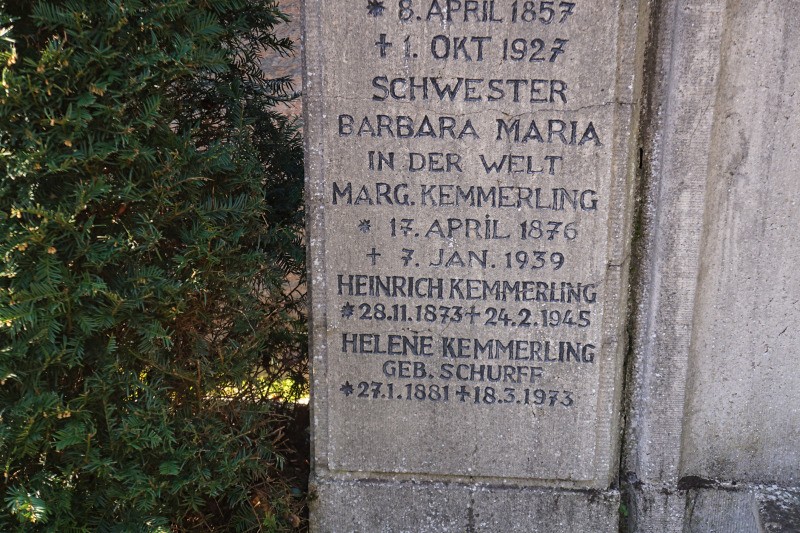 * 8. APRIL 1857
+ 1. OKT 1927
SCHWESTER
BARBARA MARIA
IN DER WELT
MARG. KEMMERLING
* 17. APRIL 1876
+ 7. JAN. 1939
HEINRICH KEMMERLING
*28.11.1873+24.2.1945
HELENE KEMMERLING
GEB. SCHURFF
*27.1.1881+18.3.1973